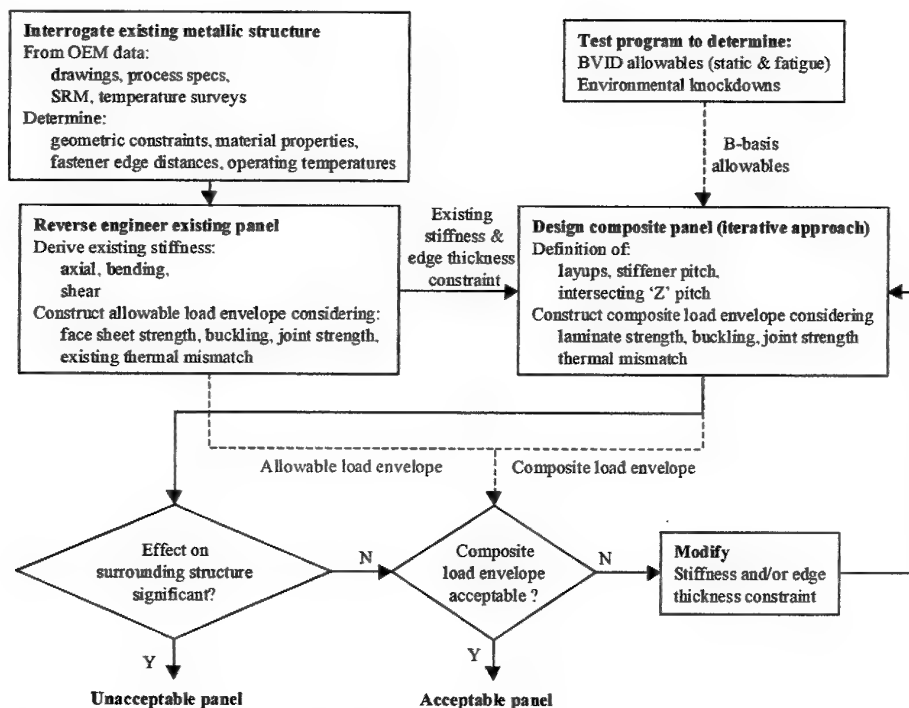 Interrogate existing metallic structure
From OEM data:
drawings, process specs,
SRM, temperature surveys
Determine:
geometric constraints, material properties,
fastener edge distances, operating temperatures
Test program to determine:
BVID allowables (static & fatigue)
Environmental knockdowns
B-basis
allowables
Reverse engineer existing panel
Derive existing stiffness:
axial, bending,
shear
Construct allowable load envelope considering:
face sheet strength, buckling, joint strength,
existing thermal mismatch
Existing
stiffness &
edge thickness
constraint
Design composite panel (iterative approach)
Definition of:
layups, stiffener pitch,
intersecting ‘Z’ pitch
Construct composite load envelope considering
laminate strength, buckling, joint strength
thermal mismatch
Allowable load envelope
Composite load envelope
Effect on
surrounding structure
significant?
N
Composite
load envelope
acceptable ?
N
Modify
Stiffness and/or edge
thickness constraint
Y
Y
Unacceptable panel
Acceptable panel